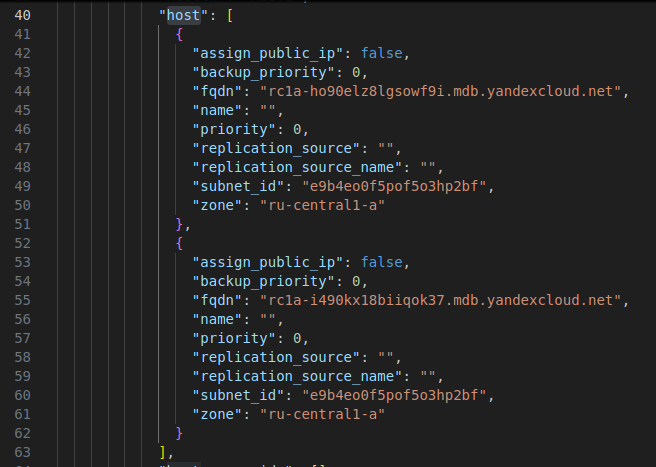 40 "host": [
41 {
42 "assign_public_ip": false,
43 "backup_priority": 0,
44 "fqdn": "rc1a-ho90elz8lgsowf9i.mdb.yandexcloud.net",
45 "name": "",
46 "priority": 0,
47 "replication_source": "",
48 "replication_source_name": "",
49 "subnet_id": "e9b4eo0f5pof5o3hp2bf",
50 "zone": "ru-central1-a"
51 },
52 {
53 "assign_public_ip": false,
54 "backup_priority": 0,
55 "fqdn": "rc1a-i490kx18biiqok37.mdb.yandexcloud.net",
56 "name": "",
57 "priority": 0,
58 "replication_source": "",
59 "replication_source_name": "",
60 "subnet_id": "e9b4eo0f5pof5o3hp2bf",
61 "zone": "ru-central1-a"
62 }
63 ],